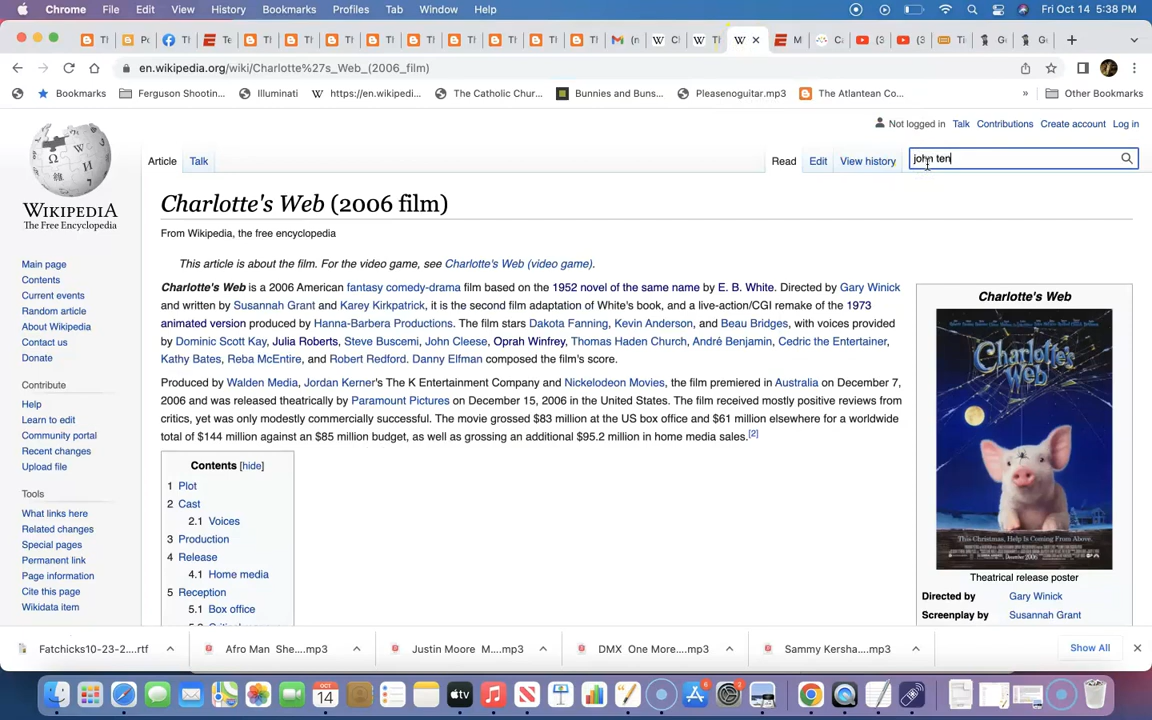 Chrome File Edit View History Bookmarks Profiles Tab Window Help Fri Oct 14 5:38 PM
en.wikipedia.org/wiki/Charlotte%27s_Web_(2006_film)
Bookmarks Ferguson Shootin... Illuminati https://en.wikipedi... The Catholic Chur... Bunnies and Buns... Pleasenoguitar.mp3 The Atlantean Co... » Other Bookmarks
Not logged in Talk Contributions Create account Log in
Article Talk Read Edit View history john ten
WIKIPEDIA
The Free Encyclopedia
Charlotte's Web (2006 film)
From Wikipedia, the free encyclopedia
This article is about the film. For the video game, see Charlotte's Web (video game).
Charlotte's Web is a 2006 American fantasy comedy-drama film based on the 1952 novel of the same name by E. B. White. Directed by Gary Winick
and written by Susannah Grant and Karey Kirkpatrick, it is the second film adaptation of White's book, and a live-action/CGI remake of the 1973
animated version produced by Hanna-Barbera Productions. The film stars Dakota Fanning, Kevin Anderson, and Beau Bridges, with voices provided
by Dominic Scott Kay, Julia Roberts, Steve Buscemi, John Cleese, Oprah Winfrey, Thomas Haden Church, André Benjamin, Cedric the Entertainer,
Kathy Bates, Reba McEntire, and Robert Redford. Danny Elfman composed the film's score.
Produced by Walden Media, Jordan Kerner's The K Entertainment Company and Nickelodeon Movies, the film premiered in Australia on December 7,
2006 and was released theatrically by Paramount Pictures on December 15, 2006 in the United States. The film received mostly positive reviews from
critics, yet was only modestly commercially successful. The movie grossed $83 million at the US box office and $61 million elsewhere for a worldwide
total of $144 million against an $85 million budget, as well as grossing an additional $95.2 million in home media sales.[2]
Contents [hide]
1 Plot
2 Cast
2.1 Voices
3 Production
4 Release
4.1 Home media
5 Reception
5.1 Box office
Main page
Contents
Current events
Random article
About Wikipedia
Contact us
Donate
Contribute
Help
Learn to edit
Community portal
Recent changes
Upload file
Tools
What links here
Related changes
Special pages
Permanent link
Page information
Cite this page
Wikidata item
Charlotte's Web
Charlotte's
Web
This Christmas, Help Is Coming From Above.
Theatrical release poster
Directed by Gary Winick
Screenplay by Susannah Grant
Fatchicks10-23-2....rtf Afro Man She....mp3 Justin Moore M....mp3 DMX One More....mp3 Sammy Kersha....mp3 Show All